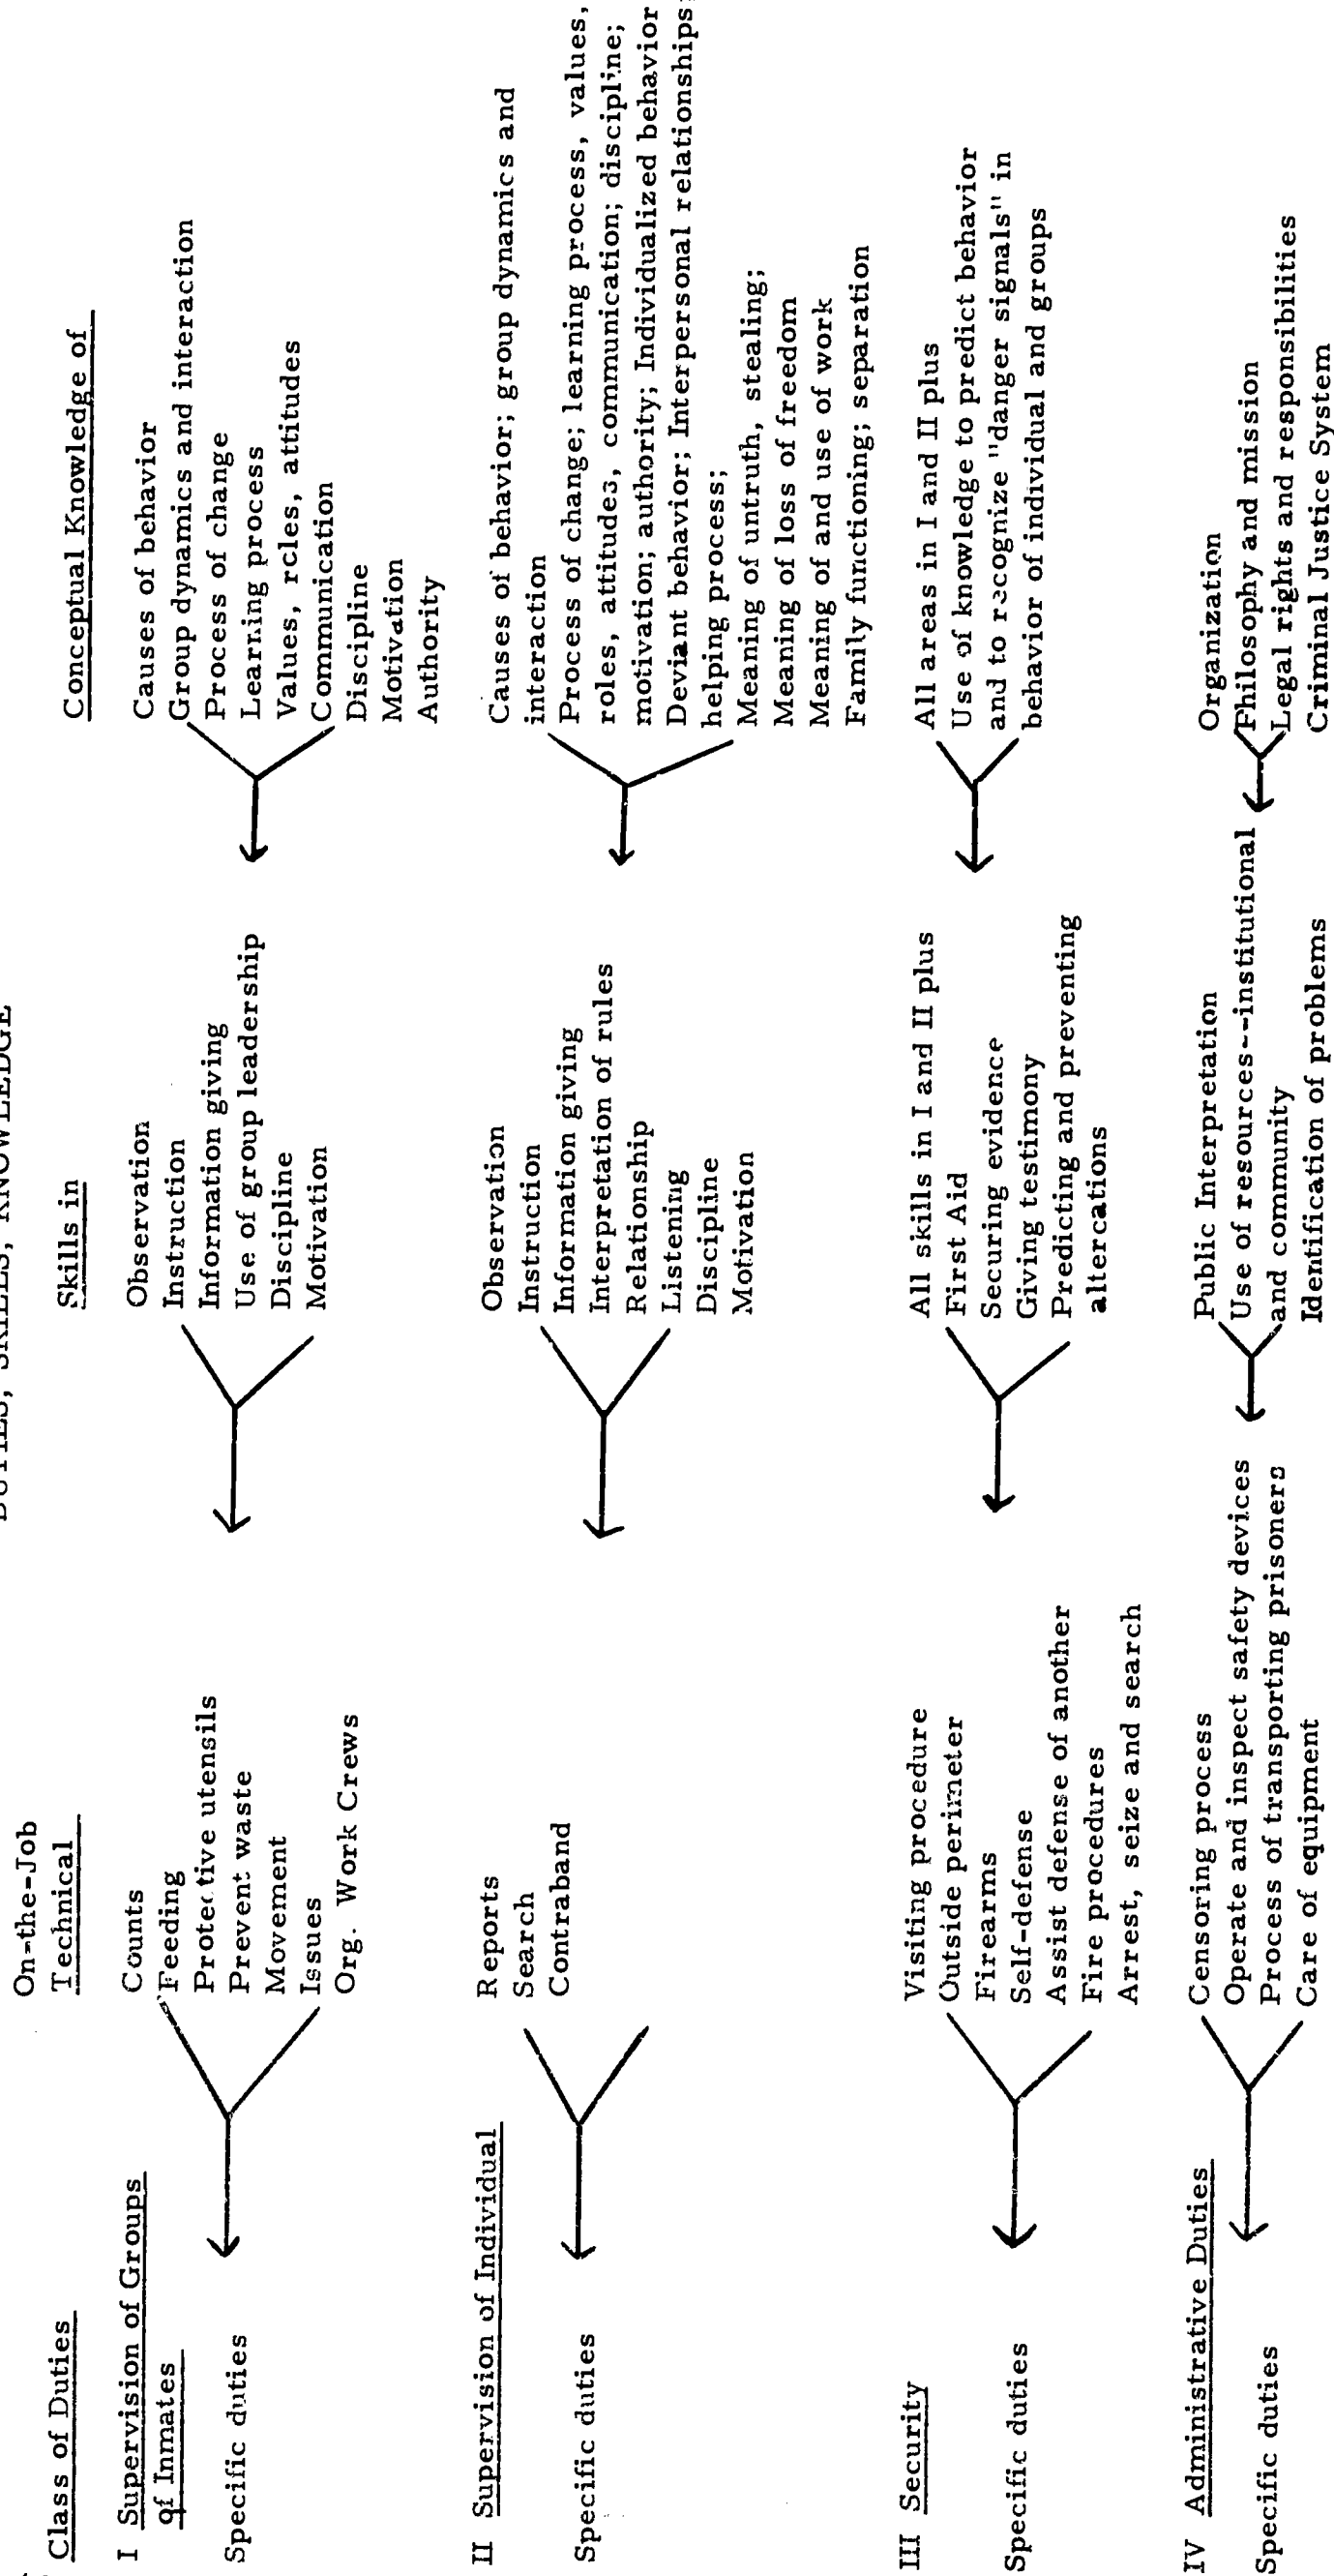 DUTIES, SKILLS, KNOWLEDGE
Class of Duties
On-the-Job
Technical
Skills in
Conceptual Knowledge of
I Supervision of Groups
of Inmates
Specific duties
Counts
Feeding
Protective utensils
Prevent waste
Movement
Issues
Org. Work Crews
Observation
Instruction
Information giving
Use of group leadership
Discipline
Motivation
Causes of behavior
Group dynamics and interaction
Process of change
Learning process
Values, roles, attitudes
Communication
Discipline
Motivation
Authority
II Supervision of Individual
Specific duties
Reports
Search
Contraband
Observation
Instruction
Information giving
Interpretation of rules
Relationship
Listening
Discipline
Motivation
Causes of behavior; group dynamics and
interaction
Process of change; learning process, values,
roles, attitudes, communication; discipline;
motivation; authority; Individualized behavior
Deviant behavior; Interpersonal relationships;
helping process;
Meaning of untruth, stealing;
Meaning of loss of freedom
Meaning of and use of work
Family functioning; separation
III Security
Specific duties
Visiting procedure
Outside perimeter
Firearms
Self-defense
Assist defense of another
Fire procedures
Arrest, seize and search
All skills in I and II plus
First Aid
Securing evidence
Giving testimony
Predicting and preventing
altercations
All areas in I and II plus
Use of knowledge to predict behavior
and to recognize "danger signals" in
behavior of individual and groups
IV Administrative Duties
Specific duties
Censoring process
Operate and inspect safety devices
Process of transporting prisoners
Care of equipment
Public Interpretation
Use of resources--institutional
and community
Identification of problems
Organization
Philosophy and mission
Legal rights and responsibilities
Criminal Justice System